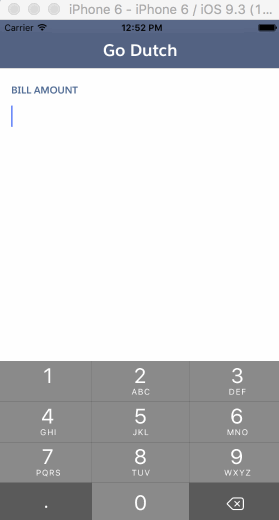 iPhone 6 - iPhone 6 / iOS 9.3 (1...
Carrier 12:52 PM
Go Dutch
BILL AMOUNT
1 2 3
ABC DEF
4 5 6
GHI JKL MNO
7 8 9
PQRS TUV WXYZ
. 0